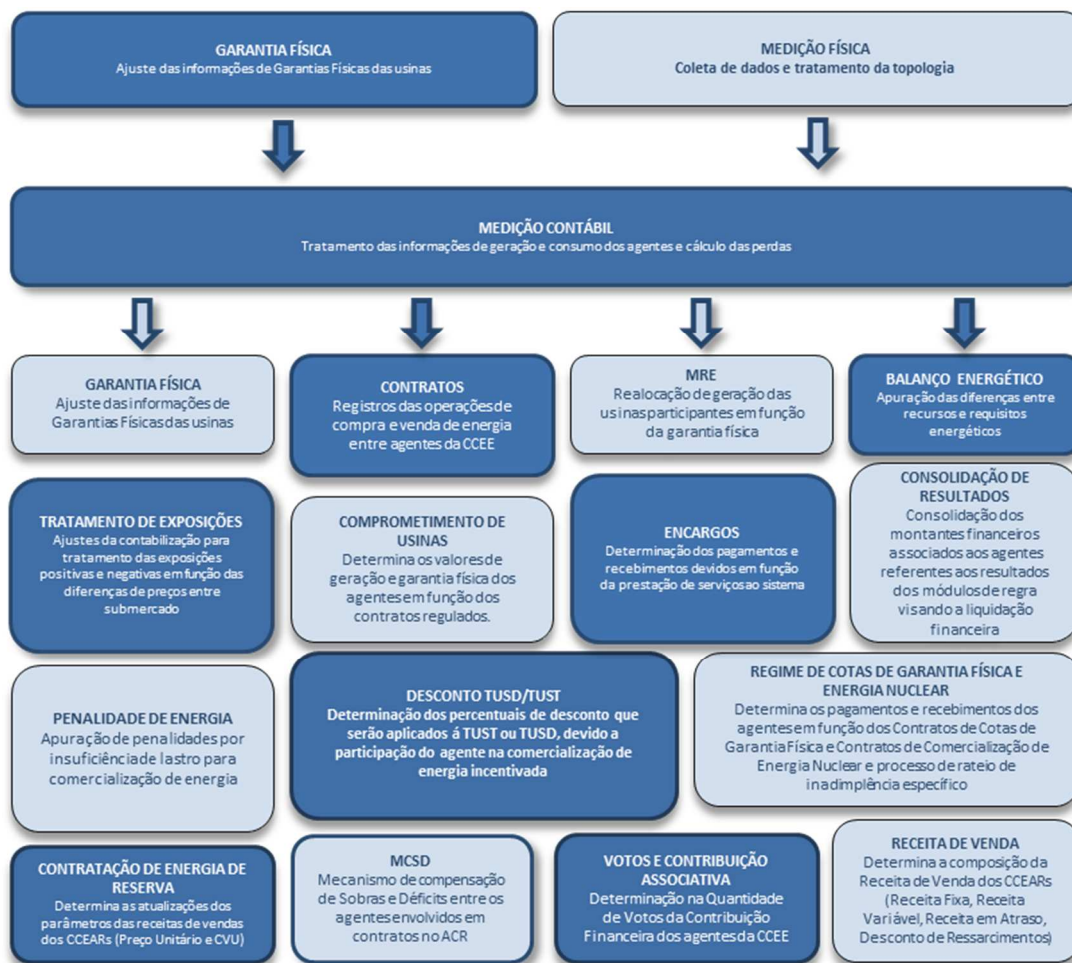 GARANTIA FÍSICA
Ajuste das informações de Garantias Físicas das usinas
MEDIÇÃO FÍSICA
Coleta de dados e tratamento da topologia
MEDIÇÃO CONTÁBIL
Tratamento das informações de geração e consumo dos agentes e cálculo das perdas
GARANTIA FÍSICA
Ajuste das informações de
Garantias Físicas das usinas
CONTRATOS
Registros das operações de
compra e venda de energia
entre agentes da CCEE
MRE
Realocação de geração das
usinas participantes em função
da garantia física
BALANÇO ENERGÉTICO
Apuração das diferenças entre
recursos e requisitos
energéticos
TRATAMENTO DE EXPOSIÇÕES
Ajustes da contabilização para
tratamento das exposições
positivas e negativas em função das
diferenças de preços entre
submercado
COMPROMETIMENTO DE
USINAS
Determina os valores de
geração e garantia física dos
agentes em função dos
contratos regulados.
ENCARGOS
Determinação dos pagamentos e
recebimentos devidos em função
da prestação de serviços ao sistema
CONSOLIDAÇÃO DE
RESULTADOS
Consolidação dos
montantes financeiros
associados aos agentes
referentes aos resultados
dos módulos de regra
visando a liquidação
financeira
PENALIDADE DE ENERGIA
Apuração de penalidades por
insuficiência de lastro para
comercialização de energia
DESCONTO TUSD/TUST
Determinação dos percentuais de desconto que
serão aplicados á TUST ou TUSD, devido a
participação do agente na comercialização de
energia incentivada
REGIME DE COTAS DE GARANTIA FÍSICA E
ENERGIA NUCLEAR
Determina os pagamentos e recebimentos dos
agentes em função dos Contratos de Cotas de
Garantia Física e Contratos de Comercialização de
Energia Nuclear e processo de rateio de
inadimplência específico
CONTRATAÇÃO DE ENERGIA DE
RESERVA
Determina as atualizações dos
parâmetros das receitas de vendas
dos CCEARs (Preço Unitário e CVU)
MCSD
Mecanismo de compensação
de Sobras e Déficits entre os
agentes envolvidos em
contratos no ACR
VOTOS E CONTRIBUIÇÃO
ASSOCIATIVA
Determinação na Quantidade
de Votos da Contribuição
Financeira dos agentes da CCEE
RECEITA DE VENDA
Determina a composição da
Receita de Venda dos CCEARs
(Receita Fixa, Receita
Variável, Receita em Atraso,
Desconto de Ressarcimentos)